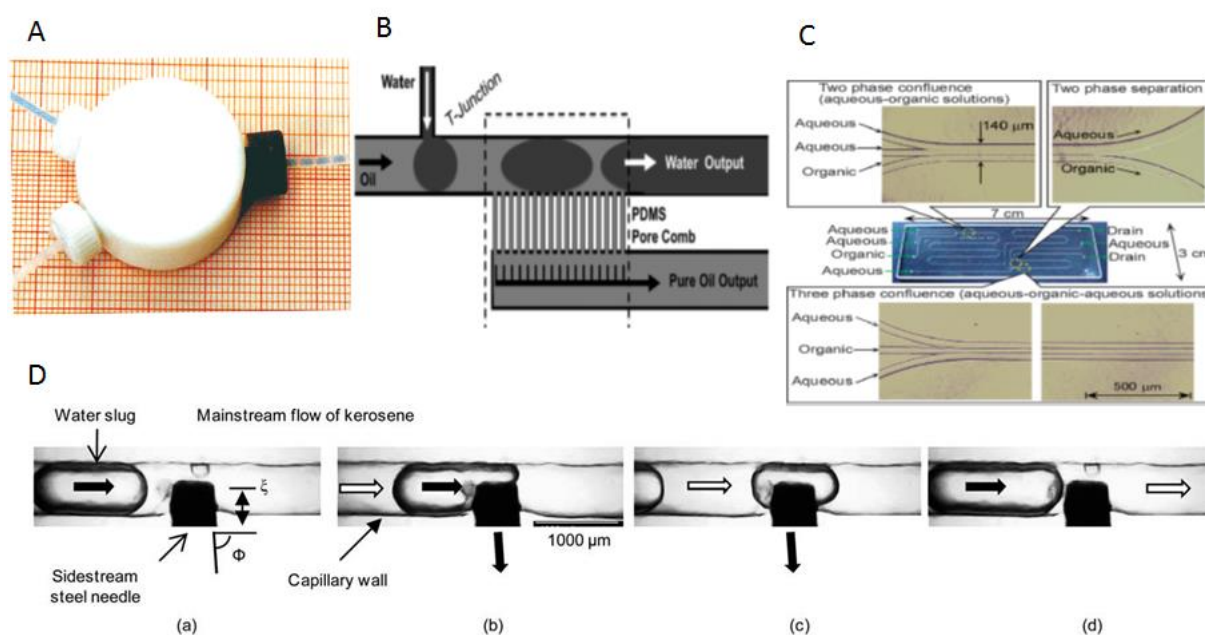 A
B
Water
T-Junction
Oil
Water Output
PDMS
Pore Comb
Pure Oil Output
C
Two phase confluence
(aqueous-organic solutions)
Two phase separation
Aqueous
Aqueous
Organic
140 µm
Aqueous
Organic
7 cm
Aqueous
Aqueous
Organic
Aqueous
Drain
Aqueous
Drain
3 cm
Three phase confluence (aqueous-organic-aqueous solutions
Aqueous
Organic
Aqueous
500 µm
D
Water slug
Mainstream flow of kerosene
ξ
Φ
1000 µm
Sidestream
steel needle
Capillary wall
(a)
(b)
(c)
(d)